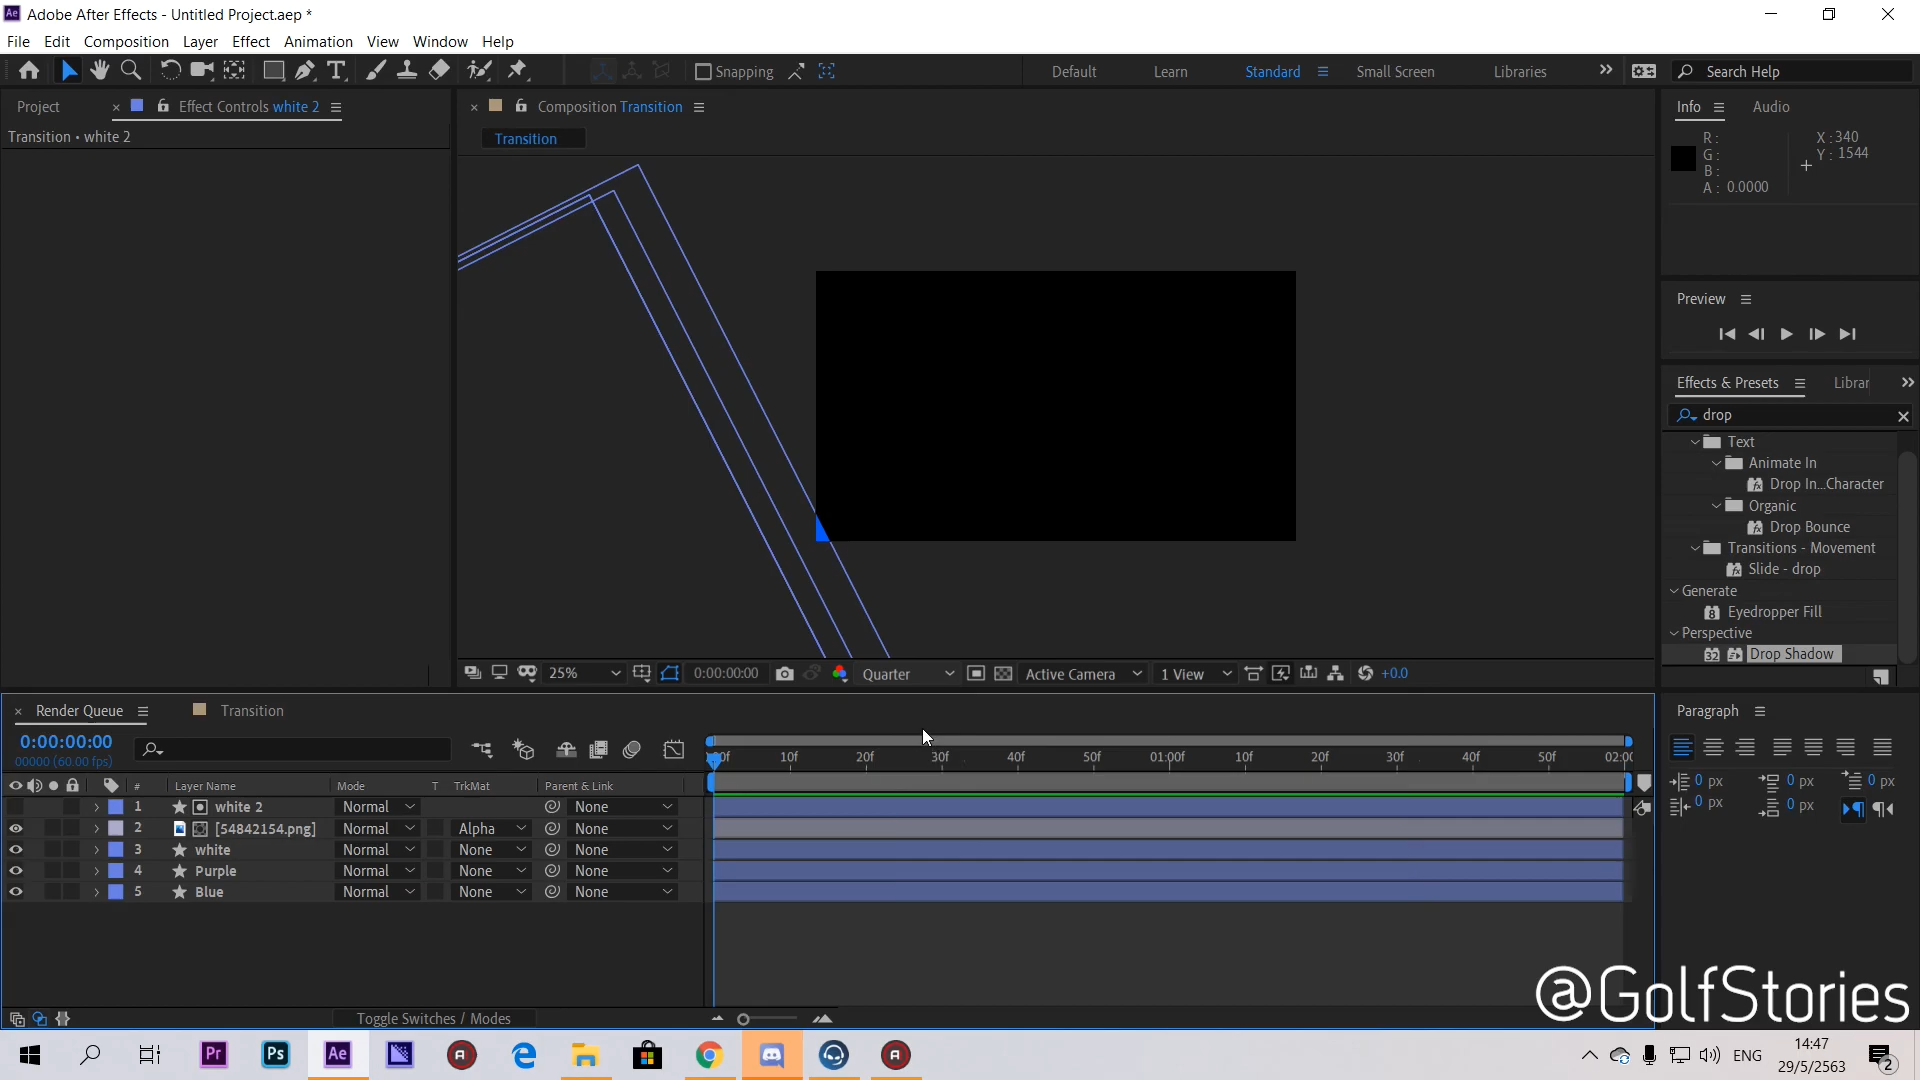 Adobe After Effects - Untitled Project.aep *
File Edit Composition Layer Effect Animation View Window Help
Snapping Default Learn Standard Small Screen Libraries Search Help
Project Effect Controls white 2 Composition Transition Info Audio
Transition • white 2
Transition
R :
G :
B :
A : 0.0000
X : 340
Y : 1544
Preview
Effects & Presets Librar
drop
Text
Animate In
Drop In...Character
Organic
Drop Bounce
Transitions - Movement
Slide - drop
Generate
Eyedropper Fill
Perspective
Drop Shadow
25% 0:00:00:00 Quarter Active Camera 1 View +0.0
Render Queue Transition
0:00:00:00
00000 (60.00 fps)
10f 20f 30f 40f 50f 01:00f 10f 20f 30f 40f 50f
# Layer Name Mode T TrkMat Parent & Link
1 white 2 Normal None
2 [54842154.png] Normal Alpha None
3 white Normal None None
4 Purple Normal None None
5 Blue Normal None None
Toggle Switches / Modes
Paragraph
0 px 0 px 0 px
0 px 0 px
@GolfStories
Pr Ps Ae ENG 14:47
29/5/2563 2